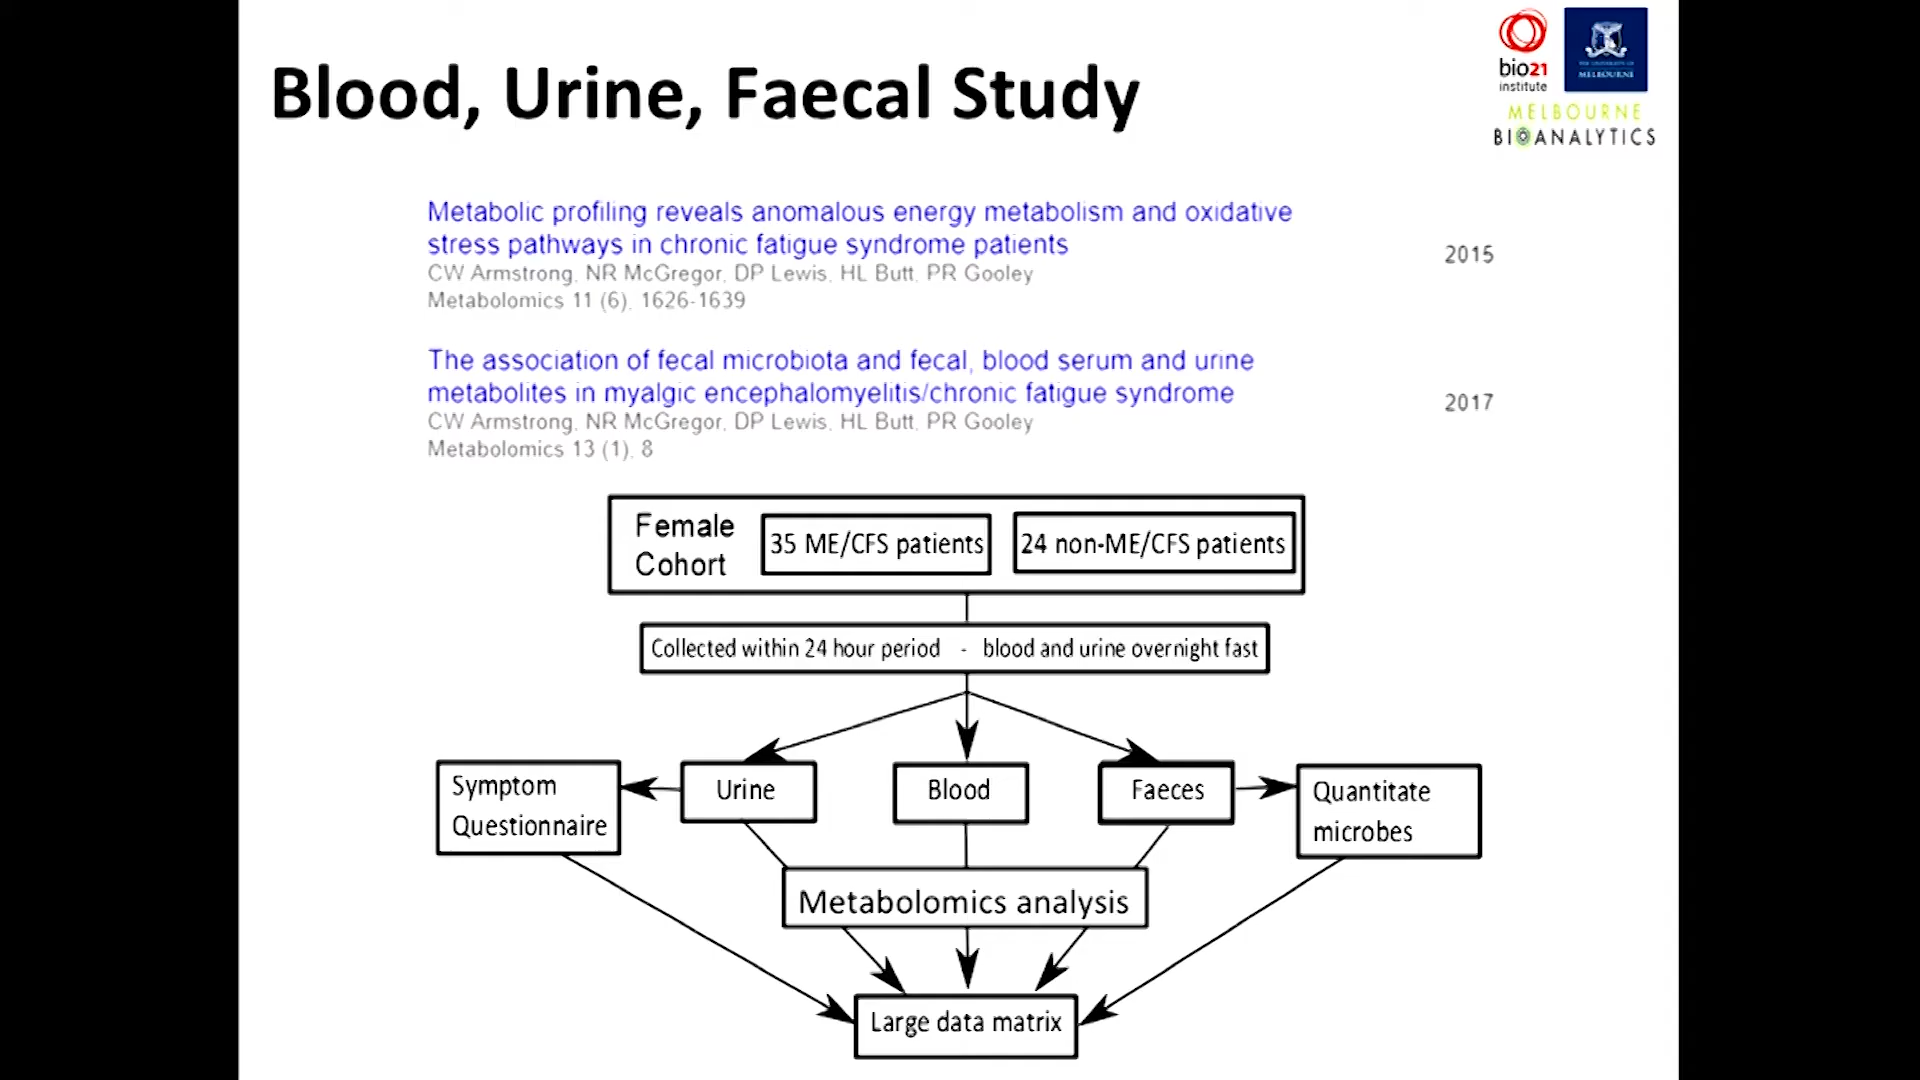 Blood, Urine, Faecal Study
bio21
institute
THE UNIVERSITY OF
MELBOURNE
MELBOURNE
BIOANALYTICS
Metabolic profiling reveals anomalous energy metabolism and oxidative
stress pathways in chronic fatigue syndrome patients
CW Armstrong, NR McGregor, DP Lewis, HL Butt, PR Gooley
Metabolomics 11 (6), 1626-1639
2015
The association of fecal microbiota and fecal, blood serum and urine
metabolites in myalgic encephalomyelitis/chronic fatigue syndrome
CW Armstrong, NR McGregor, DP Lewis, HL Butt, PR Gooley
Metabolomics 13 (1), 8
2017
Female
Cohort
35 ME/CFS patients
24 non-ME/CFS patients
Collected within 24 hour period - blood and urine overnight fast
Symptom
Questionnaire
Urine
Blood
Faeces
Quantitate
microbes
Metabolomics analysis
Large data matrix